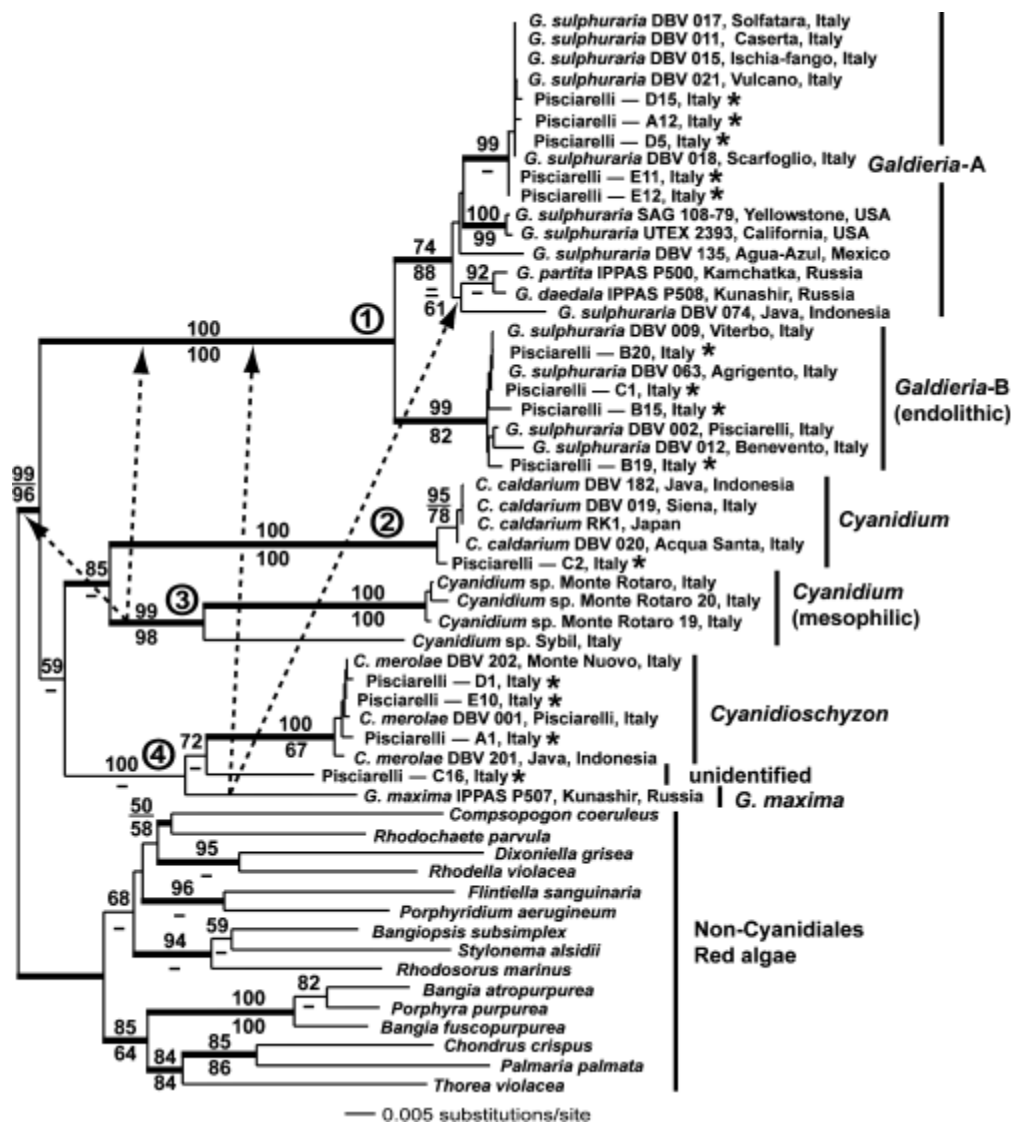 G. sulphuraria DBV 017, Solfatara, Italy
G. sulphuraria DBV 011, Caserta, Italy
G. sulphuraria DBV 015, Ischia-fango, Italy
G. sulphuraria DBV 021, Vulcano, Italy
Pisciarelli — D15, Italy *
Pisciarelli — A12, Italy *
Pisciarelli — D5, Italy *
99
–
G. sulphuraria DBV 018, Scarfoglio, Italy
Galdieria-A
Pisciarelli — E11, Italy *
Pisciarelli — E12, Italy *
100
99
G. sulphuraria SAG 108-79, Yellowstone, USA
G. sulphuraria UTEX 2393, California, USA
74
88
G. sulphuraria DBV 135, Agua-Azul, Mexico
92
–
G. partita IPPAS P500, Kamchatka, Russia
G. daedala IPPAS P508, Kunashir, Russia
–
61
G. sulphuraria DBV 074, Java, Indonesia
①
100
100
G. sulphuraria DBV 009, Viterbo, Italy
Pisciarelli — B20, Italy *
G. sulphuraria DBV 063, Agrigento, Italy
Pisciarelli — C1, Italy *
Galdieria-B
(endolithic)
99
82
Pisciarelli — B15, Italy *
G. sulphuraria DBV 002, Pisciarelli, Italy
G. sulphuraria DBV 012, Benevento, Italy
Pisciarelli — B19, Italy *
99
96
95
78
C. caldarium DBV 182, Java, Indonesia
C. caldarium DBV 019, Siena, Italy
②
C. caldarium RK1, Japan
Cyanidium
100
100
C. caldarium DBV 020, Acqua Santa, Italy
Pisciarelli — C2, Italy *
85
–
③
Cyanidium sp. Monte Rotaro, Italy
100
100
Cyanidium sp. Monte Rotaro 20, Italy
Cyanidium
(mesophilic)
99
98
Cyanidium sp. Monte Rotaro 19, Italy
Cyanidium sp. Sybil, Italy
59
–
C. merolae DBV 202, Monte Nuovo, Italy
Pisciarelli — D1, Italy *
Pisciarelli — E10, Italy *
Cyanidioschyzon
100
67
C. merolae DBV 001, Pisciarelli, Italy
Pisciarelli — A1, Italy *
72
–
④
C. merolae DBV 201, Java, Indonesia
100
–
Pisciarelli — C16, Italy *
unidentified
G. maxima IPPAS P507, Kunashir, Russia
G. maxima
50
58
Compsopogon coeruleus
Rhodochaete parvula
95
–
Dixoniella grisea
Rhodella violacea
68
–
96
–
Flintiella sanguinaria
Porphyridium aerugineum
Non-Cyanidiales
Red algae
59
–
Bangiopsis subsimplex
94
–
Stylonema alsidii
Rhodosorus marinus
82
–
Bangia atropurpurea
100
100
Porphyra purpurea
Bangia fuscopurpurea
85
64
85
86
Chondrus crispus
84
84
Palmaria palmata
Thorea violacea
0.005 substitutions/site